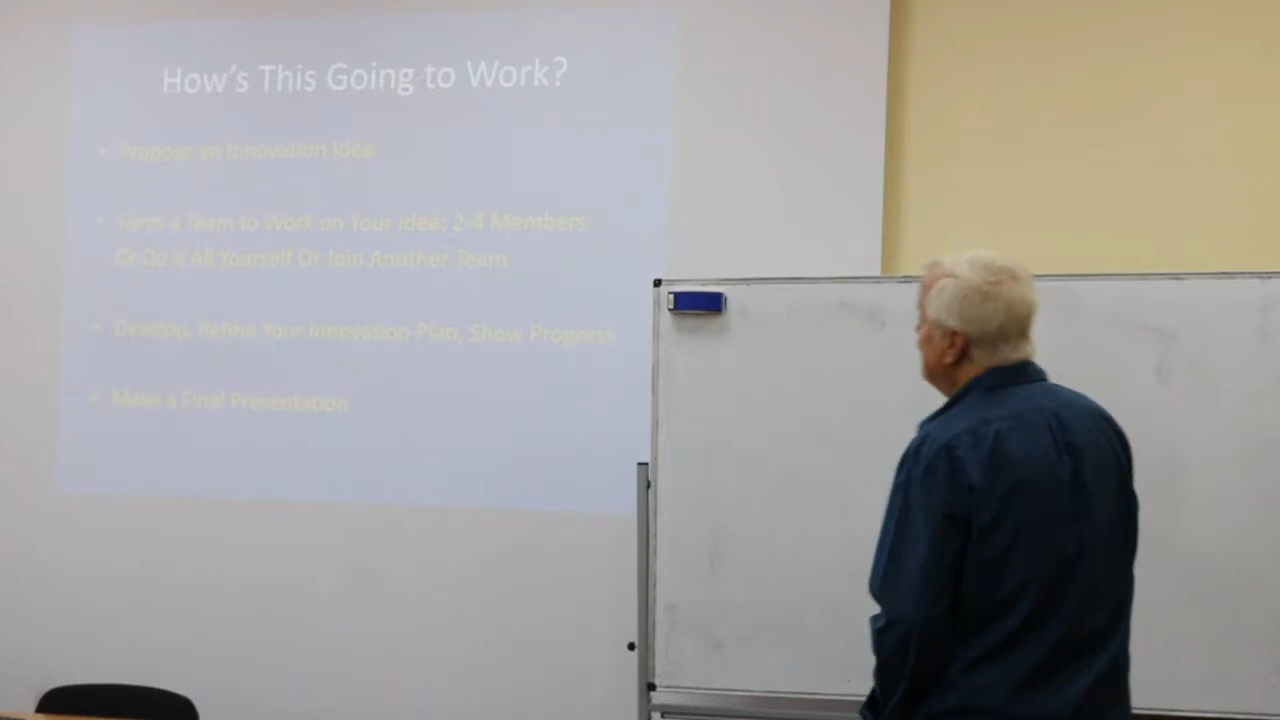 How's This Going to Work?
• Propose an Innovation Idea
• Form a Team to Work on Your Idea: 2-4 Members
Or Do it All Yourself Or Join Another Team
• Develop, Refine Your Innovation Plan, Show Progress
• Make a Final Presentation